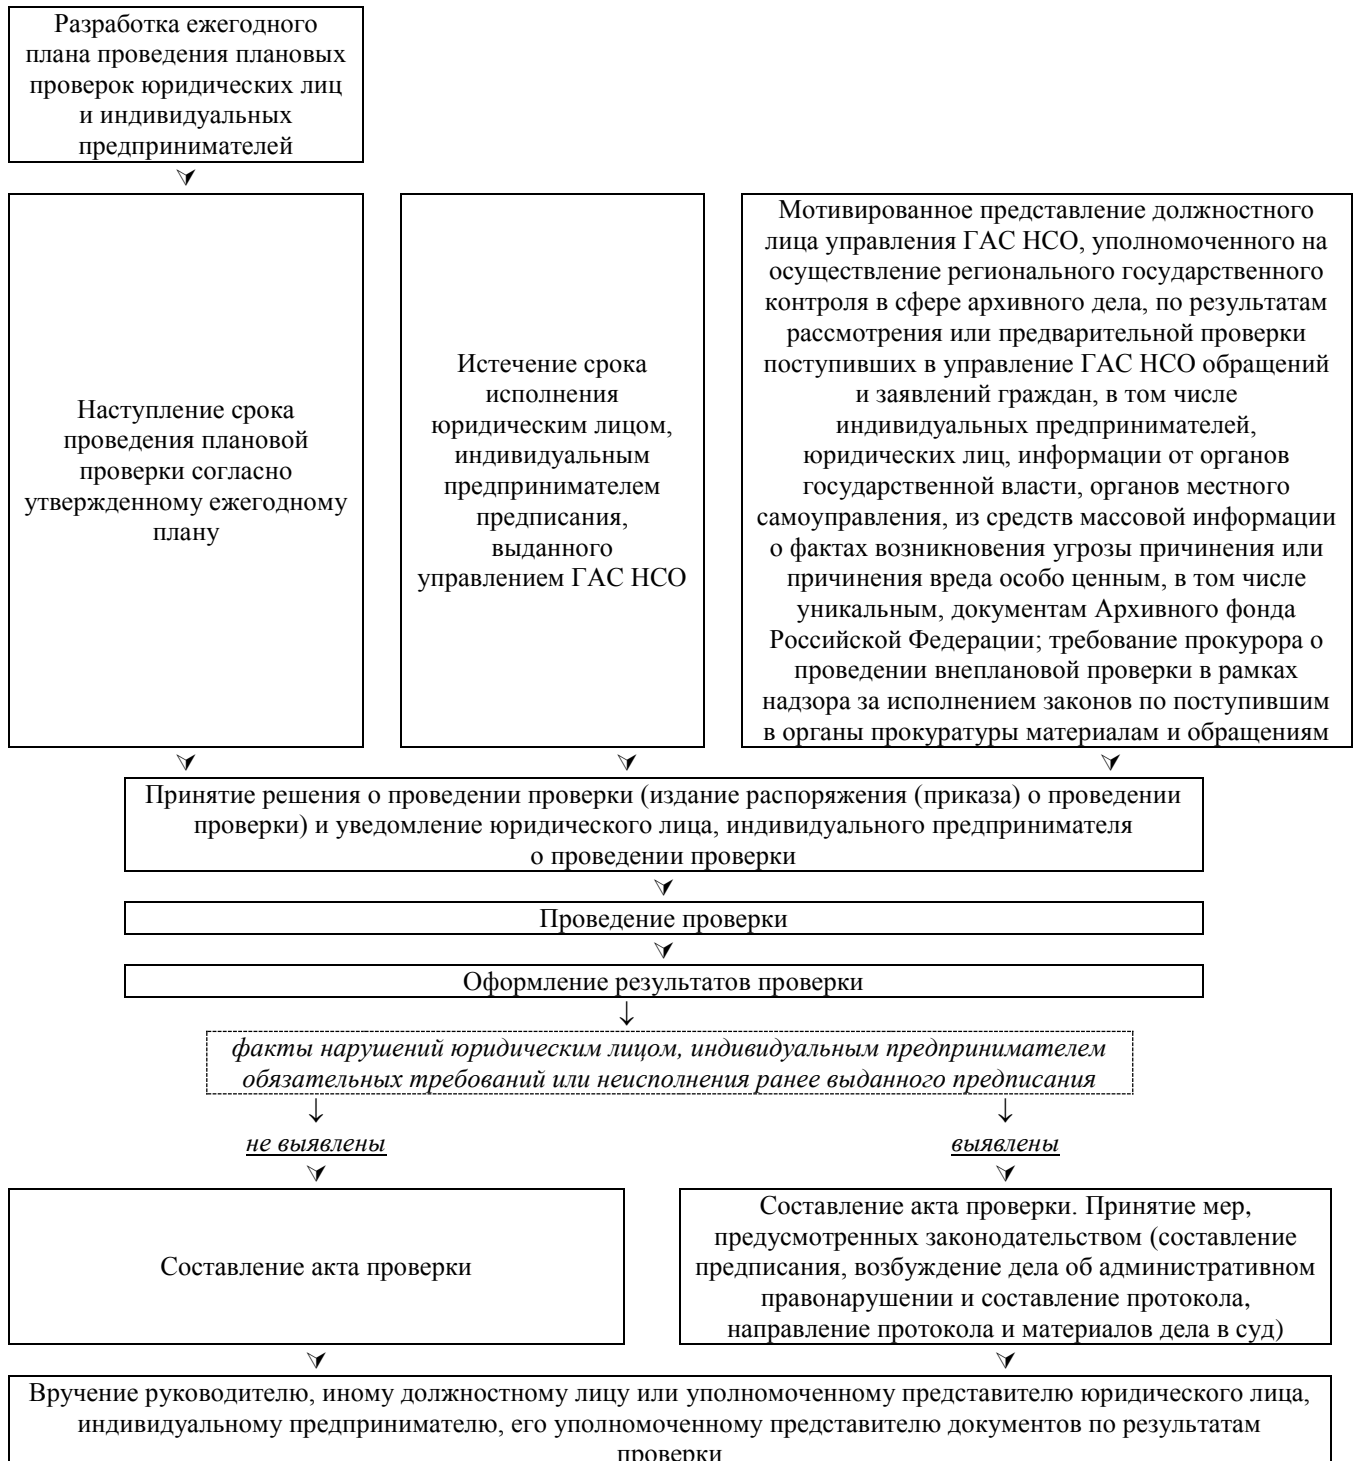 Разработка ежегодного
плана проведения плановых
проверок юридических лиц
и индивидуальных
предпринимателей
Наступление срока
проведения плановой
проверки согласно
утвержденному ежегодному
плану
Истечение срока
исполнения
юридическим лицом,
индивидуальным
предпринимателем
предписания,
выданного
управлением ГАС НСО
Мотивированное представление должностного
лица управления ГАС НСО, уполномоченного на
осуществление регионального государственного
контроля в сфере архивного дела, по результатам
рассмотрения или предварительной проверки
поступивших в управление ГАС НСО обращений
и заявлений граждан, в том числе
индивидуальных предпринимателей,
юридических лиц, информации от органов
государственной власти, органов местного
самоуправления, из средств массовой информации
о фактах возникновения угрозы причинения или
причинения вреда особо ценным, в том числе
уникальным, документам Архивного фонда
Российской Федерации; требование прокурора о
проведении внеплановой проверки в рамках
надзора за исполнением законов по поступившим
в органы прокуратуры материалам и обращениям
Принятие решения о проведении проверки (издание распоряжения (приказа) о проведении
проверки) и уведомление юридического лица, индивидуального предпринимателя
о проведении проверки
Проведение проверки
Оформление результатов проверки
факты нарушений юридическим лицом, индивидуальным предпринимателем
обязательных требований или неисполнения ранее выданного предписания
не выявлены
выявлены
Составление акта проверки
Составление акта проверки. Принятие мер,
предусмотренных законодательством (составление
предписания, возбуждение дела об административном
правонарушении и составление протокола,
направление протокола и материалов дела в суд)
Вручение руководителю, иному должностному лицу или уполномоченному представителю юридического лица,
индивидуальному предпринимателю, его уполномоченному представителю документов по результатам
проверки